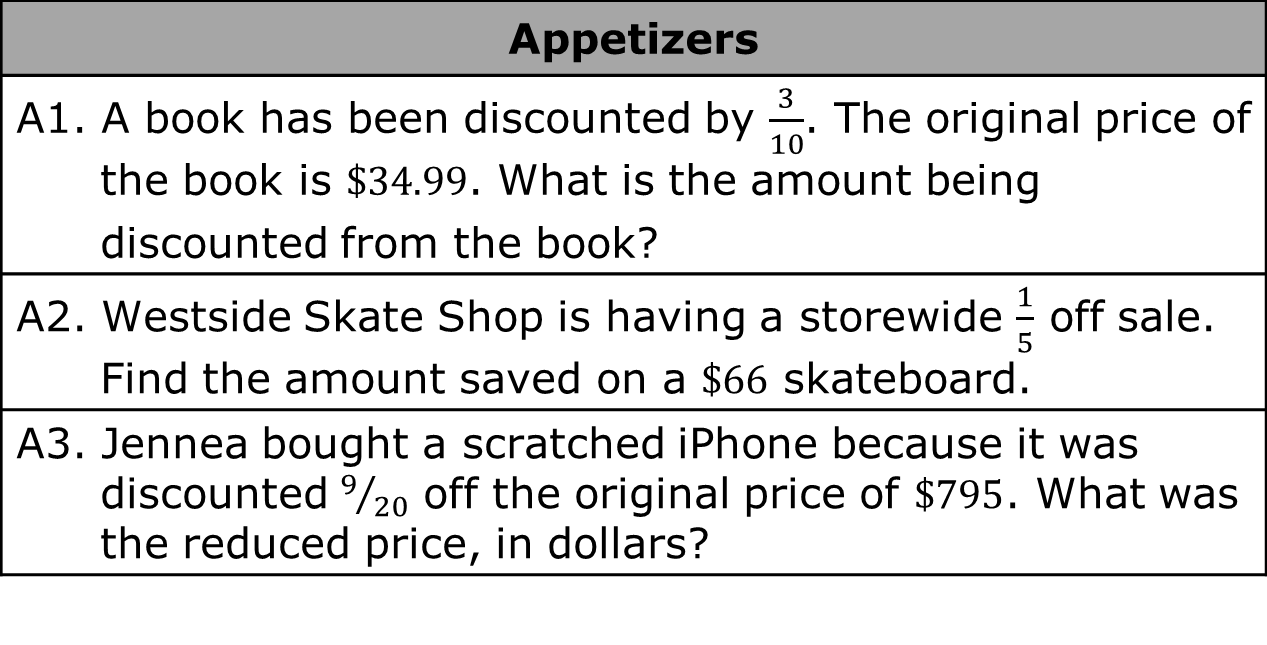 Appetizers
A1. A book has been discounted by 3/10. The original price of
the book is $34.99. What is the amount being
discounted from the book?
A2. Westside Skate Shop is having a storewide 1/5 off sale.
Find the amount saved on a $66 skateboard.
A3. Jennea bought a scratched iPhone because it was
discounted 9/20 off the original price of $795. What was
the reduced price, in dollars?